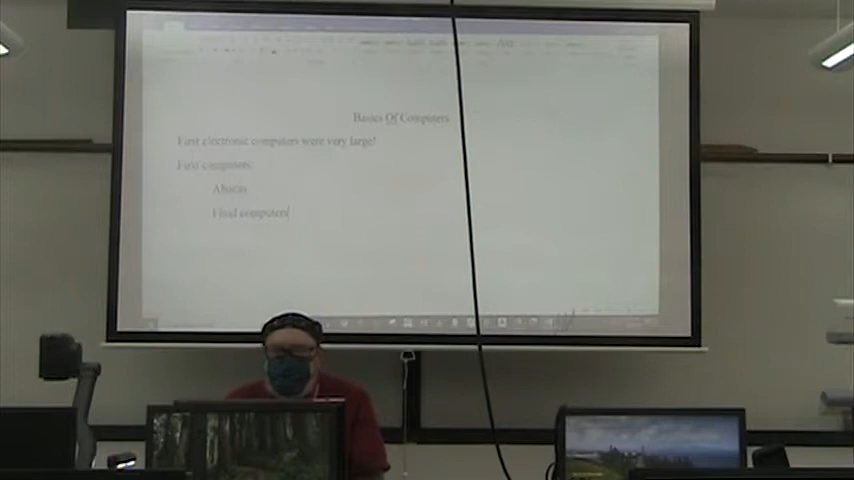 Basics Of Computers
First electronic computers were very large!
First computers:
Abacus
Fluid computers